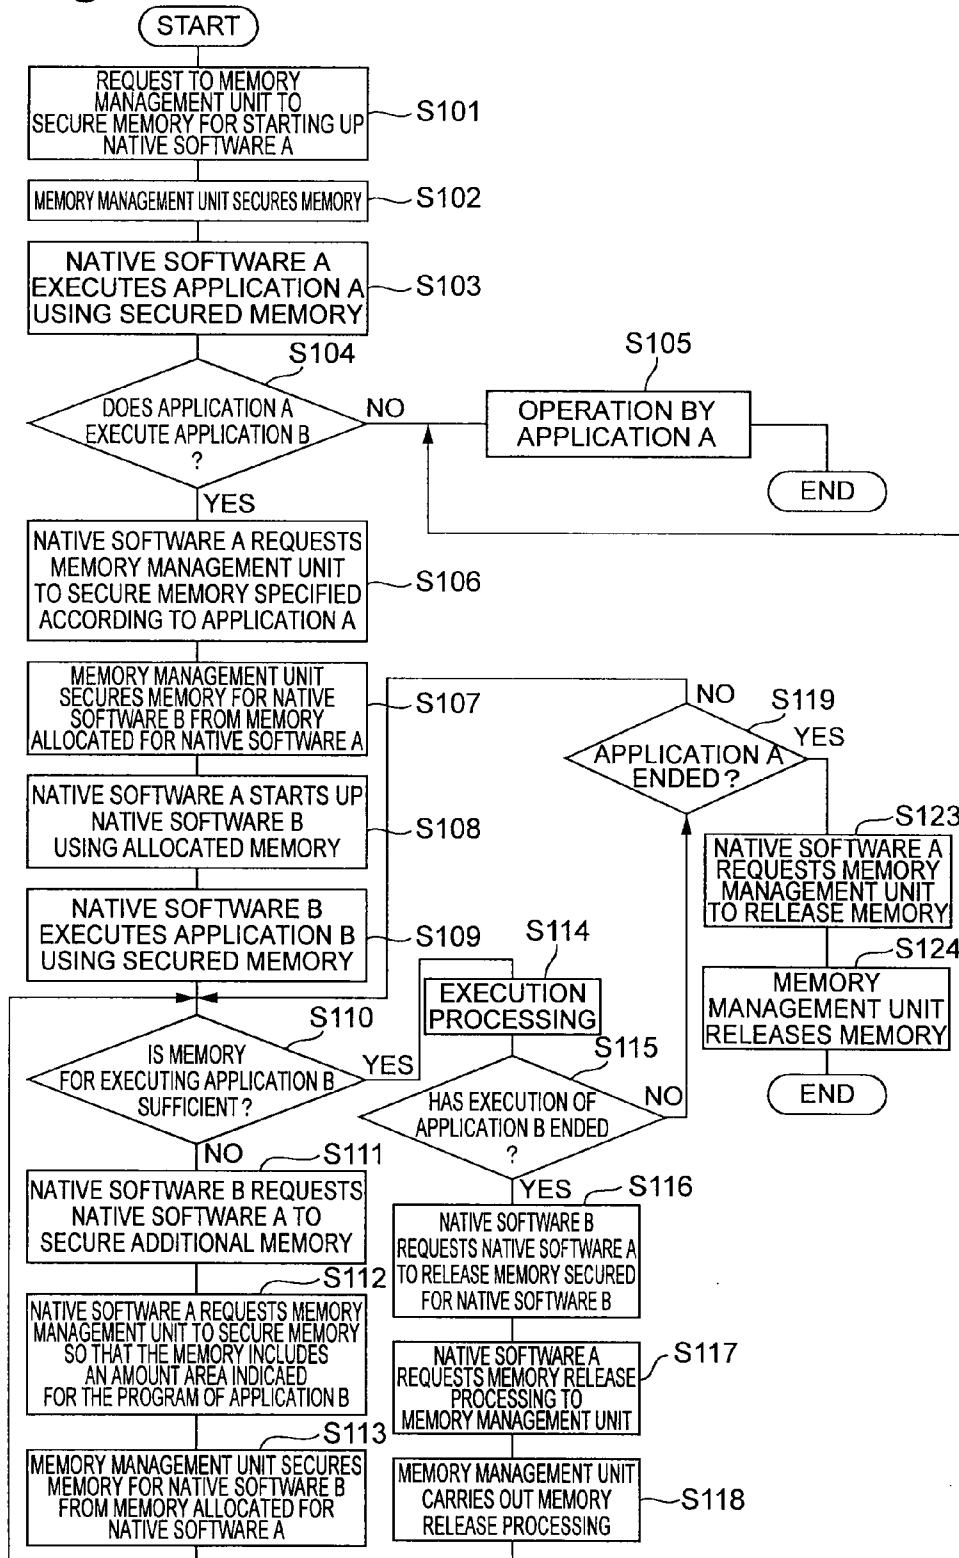 START
REQUEST TO MEMORY
MANAGEMENT UNIT TO
SECURE MEMORY FOR STARTING UP
NATIVE SOFTWARE A
S101
MEMORY MANAGEMENT UNIT SECURES MEMORY
S102
NATIVE SOFTWARE A
EXECUTES APPLICATION A
USING SECURED MEMORY
S103
S104
DOES APPLICATION A
EXECUTE APPLICATION B
?
NO
YES
S105
OPERATION BY
APPLICATION A
END
NATIVE SOFTWARE A REQUESTS
MEMORY MANAGEMENT UNIT
TO SECURE MEMORY SPECIFIED
ACCORDING TO APPLICATION A
S106
MEMORY MANAGEMENT UNIT
SECURES MEMORY FOR NATIVE
SOFTWARE B FROM MEMORY
ALLOCATED FOR NATIVE SOFTWARE A
S107
NATIVE SOFTWARE A STARTS UP
NATIVE SOFTWARE B
USING ALLOCATED MEMORY
S108
NATIVE SOFTWARE B
EXECUTES APPLICATION B
USING SECURED MEMORY
S109
S110
IS MEMORY
FOR EXECUTING APPLICATION B
SUFFICIENT?
YES
NO
S111
NATIVE SOFTWARE B REQUESTS
NATIVE SOFTWARE A TO
SECURE ADDITIONAL MEMORY
S112
NATIVE SOFTWARE A REQUESTS MEMORY
MANAGEMENT UNIT TO SECURE MEMORY
SO THAT THE MEMORY INCLUDES
AN AMOUNT AREA INDICAED
FOR THE PROGRAM OF APPLICATION B
S113
MEMORY MANAGEMENT UNIT SECURES
MEMORY FOR NATIVE SOFTWARE B
FROM MEMORY ALLOCATED FOR
NATIVE SOFTWARE A
S114
EXECUTION
PROCESSING
S115
HAS EXECUTION OF
APPLICATION B ENDED
?
NO
YES
S116
NATIVE SOFTWARE B
REQUESTS NATIVE SOFTWARE A
TO RELEASE MEMORY SECURED
FOR NATIVE SOFTWARE B
NATIVE SOFTWARE A
REQUESTS MEMORY RELEASE
PROCESSING TO
MEMORY MANAGEMENT UNIT
S117
MEMORY MANAGEMENT UNIT
CARRIES OUT MEMORY
RELEASE PROCESSING
S118
NO
S119
APPLICATION A
ENDED?
YES
S123
NATIVE SOFTWARE A
REQUESTS MEMORY
MANAGEMENT UNIT
TO RELEASE MEMORY
S124
MEMORY
MANAGEMENT UNIT
RELEASES MEMORY
END